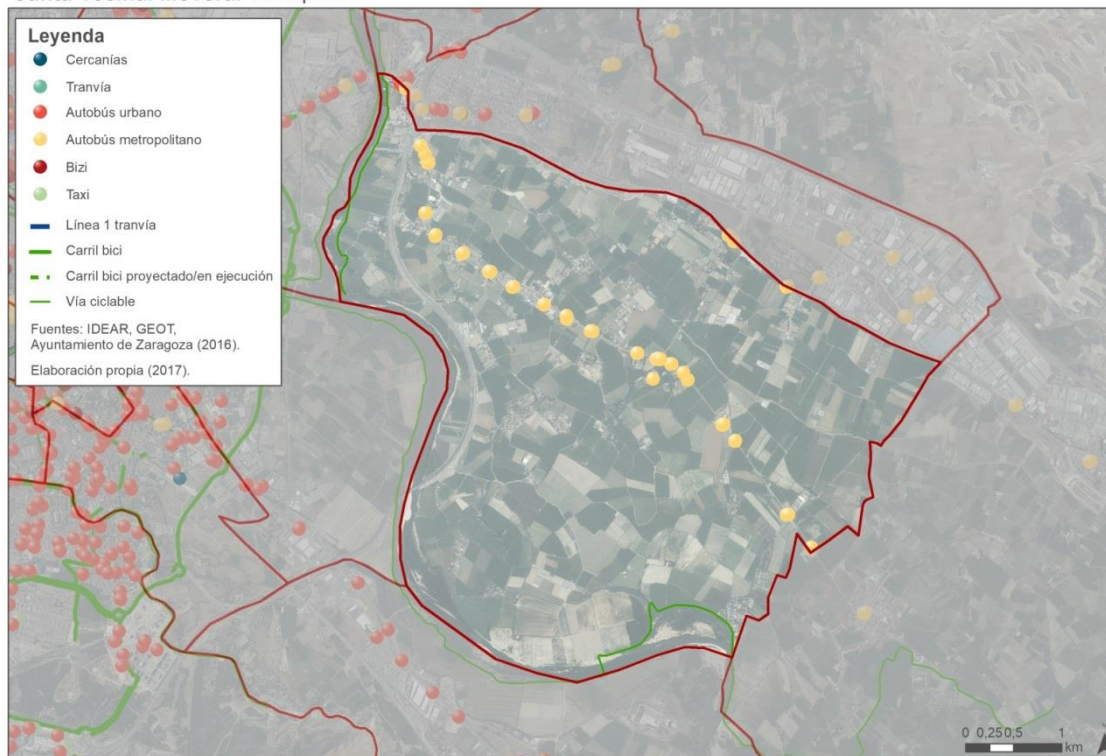 Leyenda
Cercanías
Tranvía
Autobús urbano
Autobús metropolitano
Bizi
Taxi
Línea 1 tranvía
Carril bici
Carril bici proyectado/en ejecución
Vía ciclable
Fuentes: IDEAR, GEOT,
Ayuntamiento de Zaragoza (2016).
Elaboración propia (2017).
0 0,25 0,5 1
km